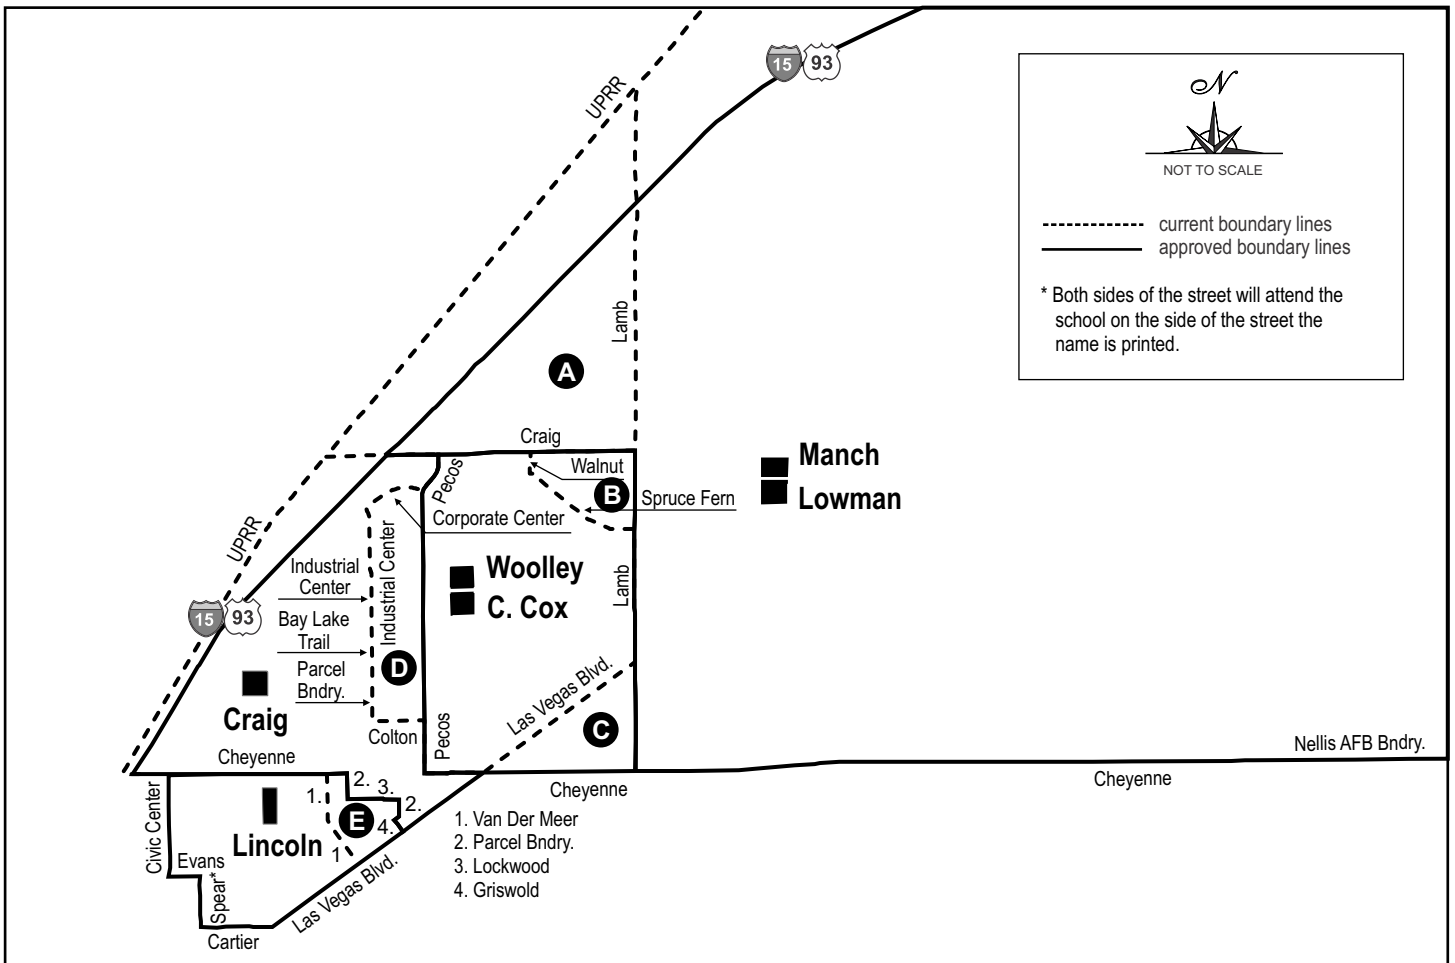 15 93
UPRR
N
NOT TO SCALE
current boundary lines
approved boundary lines
* Both sides of the street will attend the
school on the side of the street the
name is printed.
Lamb
A
Craig
Pecos
Walnut
B
Spruce Fern
Manch
Lowman
Corporate Center
UPRR
Industrial
Center
Industrial Center
Woolley
C. Cox
Lamb
15 93
Bay Lake
Trail
D
Parcel
Bndry.
Craig
Las Vegas Blvd.
C
Colton
Pecos
Cheyenne
Nellis AFB Bndry.
Cheyenne
Cheyenne
Civic Center
1.
2.
3.
2.
4.
E
Lincoln
1
Evans
Spear*
Las Vegas Blvd.
Cartier
1. Van Der Meer
2. Parcel Bndry.
3. Lockwood
4. Griswold